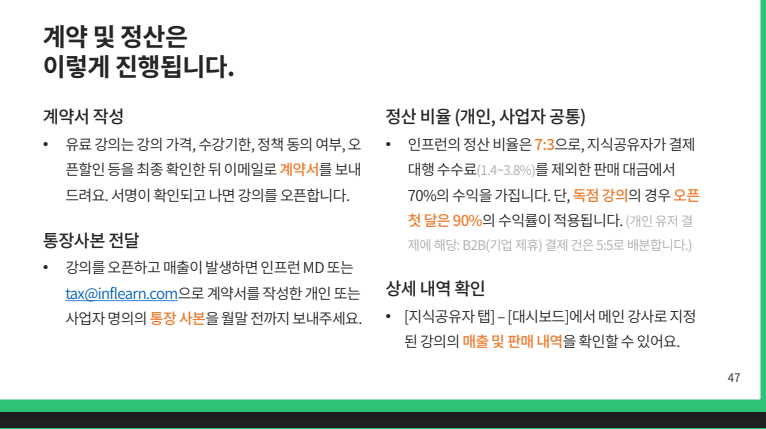 계약 및 정산은
이렇게 진행됩니다.
계약서 작성
• 유료 강의는 강의 가격, 수강기한, 정책 동의 여부, 오
픈할인 등을 최종 확인한 뒤 이메일로 계약서를 보내
드려요. 서명이 확인되고 나면 강의를 오픈합니다.
통장사본 전달
• 강의를 오픈하고 매출이 발생하면 인프런 MD 또는
tax@inflearn.com으로 계약서를 작성한 개인 또는
사업자 명의의 통장 사본을 월말 전까지 보내주세요.
정산 비율 (개인, 사업자 공통)
• 인프런의 정산 비율은 7:3으로, 지식공유자가 결제
대행 수수료(1.4~3.8%)를 제외한 판매 대금에서
70%의 수익을 가집니다. 단, 독점 강의의 경우 오픈
첫 달은 90%의 수익률이 적용됩니다. (개인 유저 결
제에 해당: B2B(기업 제휴) 결제 건은 5:5로 배분합니다.)
상세 내역 확인
• [지식공유자 탭] – [대시보드]에서 메인 강사로 지정
된 강의의 매출 및 판매 내역을 확인할 수 있어요.
47